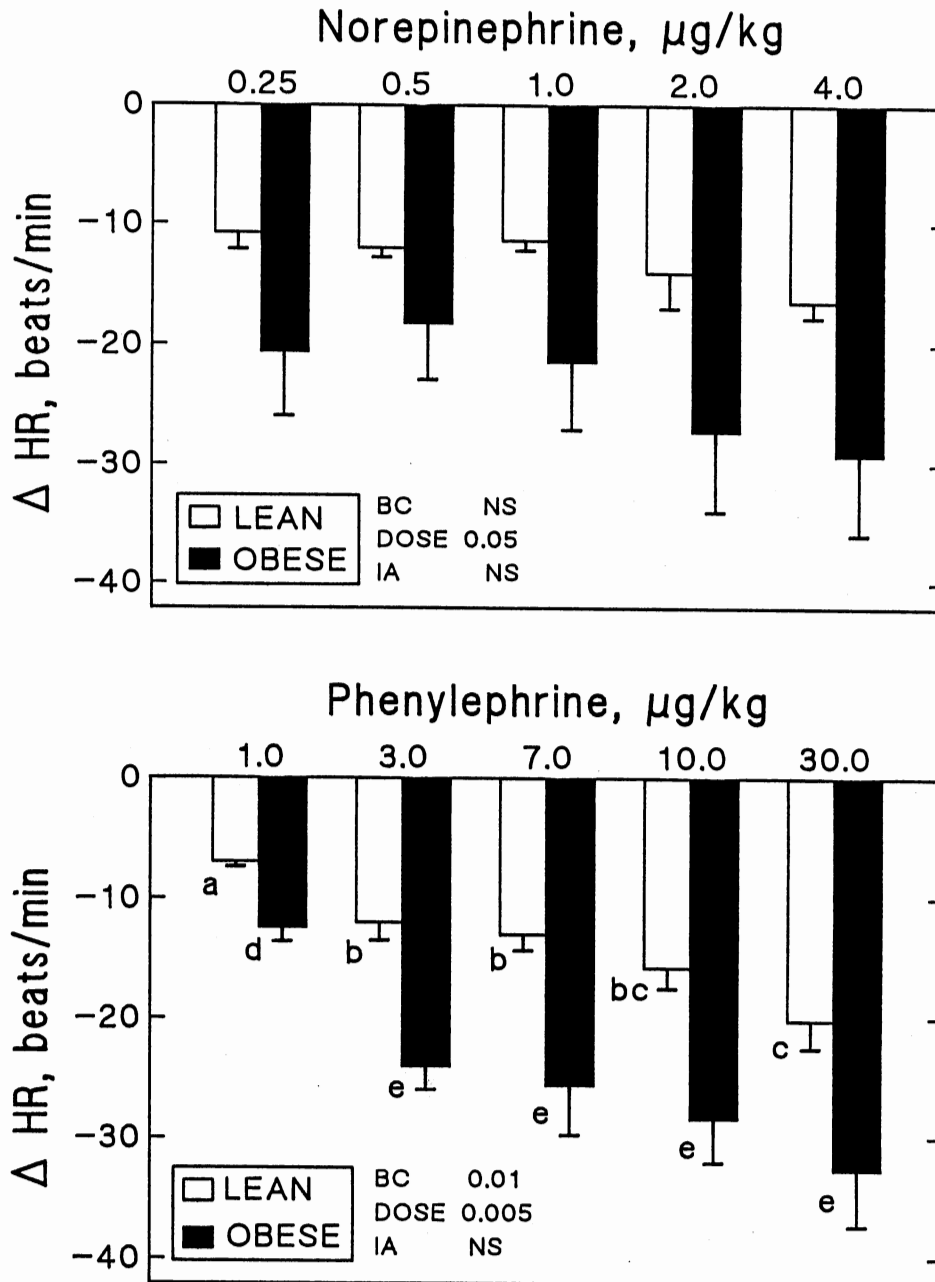 Norepinephrine, μg/kg
0.25 0.5 1.0 2.0 4.0
0
-10
-20
-30
-40
Δ HR, beats/min
LEAN
OBESE
BC NS
DOSE 0.05
IA NS
Phenylephrine, μg/kg
1.0 3.0 7.0 10.0 30.0
0
-10
-20
-30
-40
Δ HR, beats/min
a
d
b
e
b
e
bc
e
c
e
LEAN
OBESE
BC 0.01
DOSE 0.005
IA NS